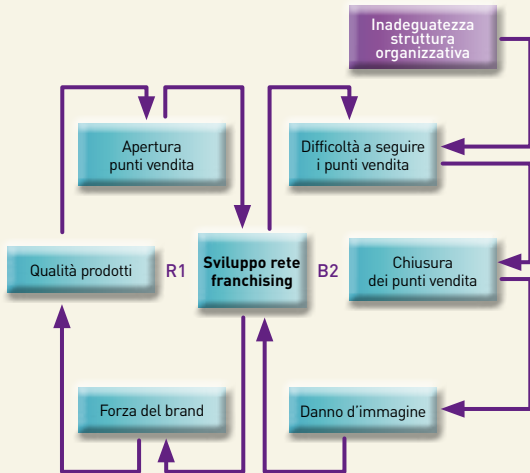 Inadeguatezza
struttura
organizzativa
Apertura
punti vendita
Difficoltà a seguire
i punti vendita
Qualità prodotti
R1
Sviluppo rete
franchising
B2
Chiusura
dei punti vendita
Forza del brand
Danno d'immagine